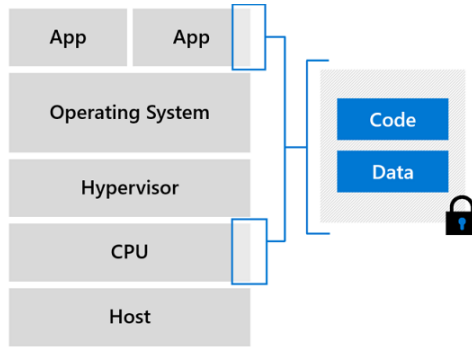 App
App
Operating System
Hypervisor
CPU
Host
Code
Data